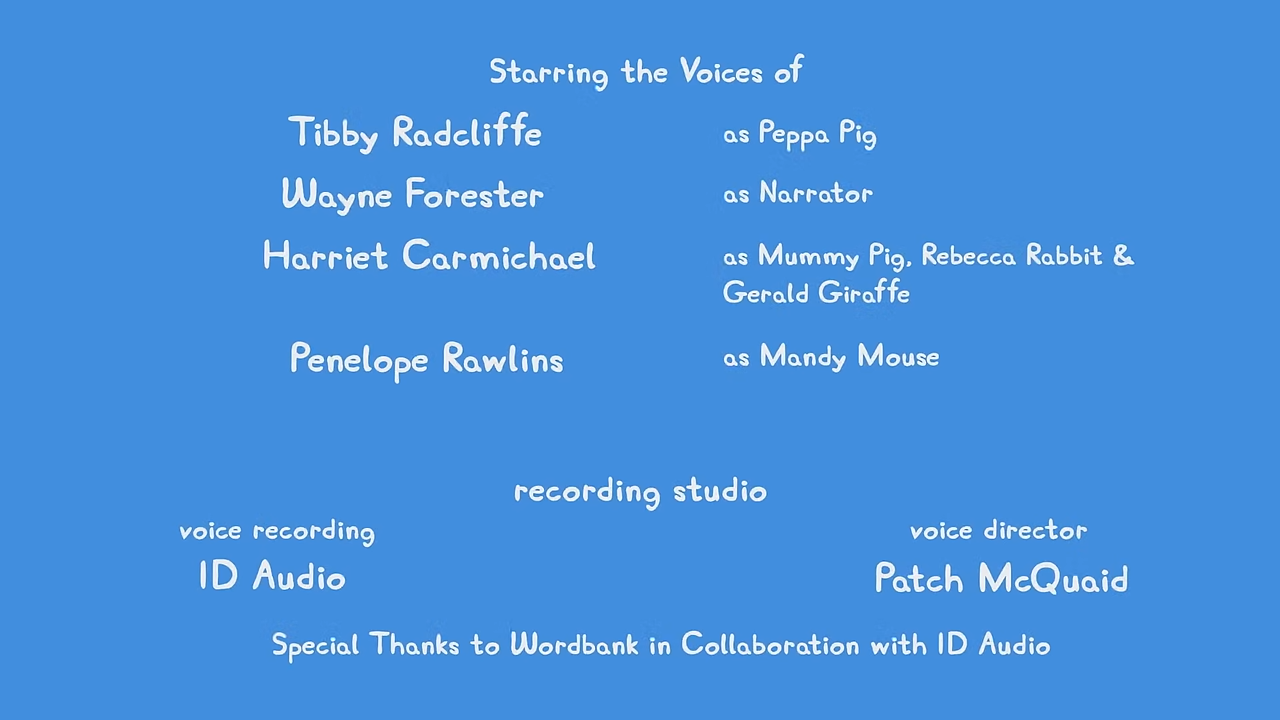 Starring the Voices of
Tibby Radcliffe as Peppa Pig
Wayne Forester as Narrator
Harriet Carmichael as Mummy Pig, Rebecca Rabbit &
Gerald Giraffe
Penelope Rawlins as Mandy Mouse
recording studio
voice recording voice director
ID Audio Patch McQuaid
Special Thanks to Wordbank in Collaboration with ID Audio